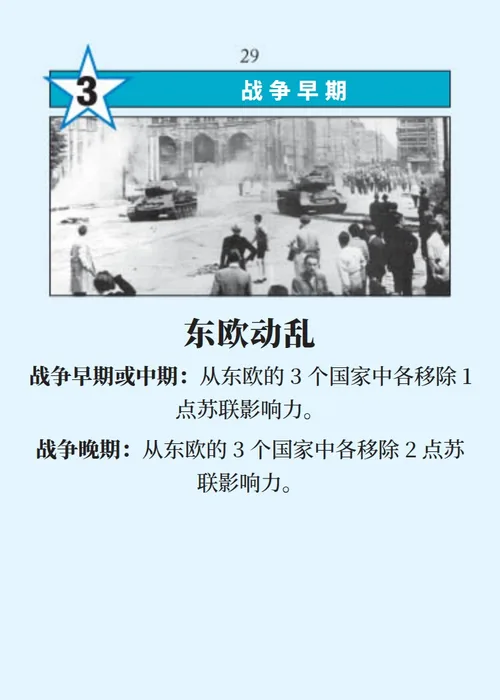 29
3
战争早期
东欧动乱
战争早期或中期：从东欧的 3 个国家中各移除 1
点苏联影响力。
战争晚期：从东欧的 3 个国家中各移除 2 点苏
联影响力。